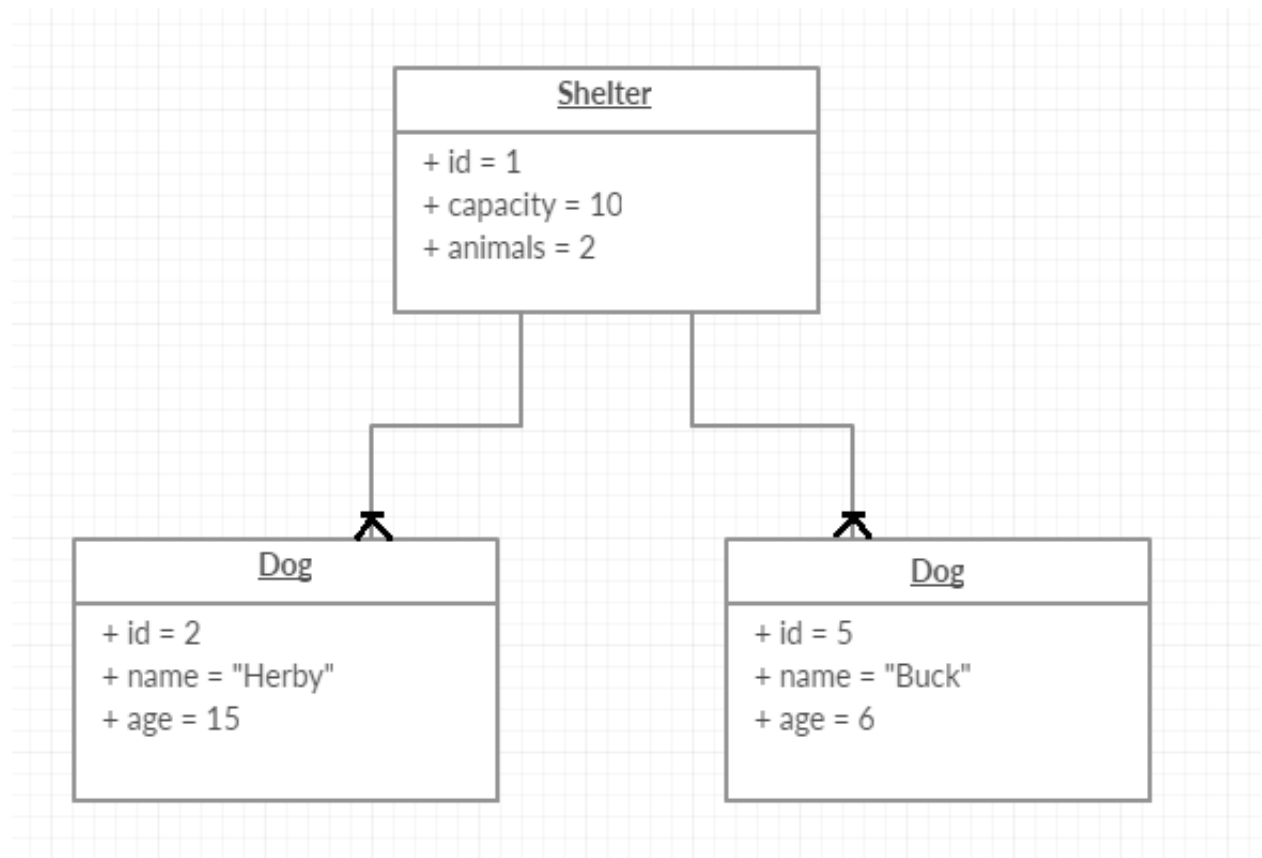 Shelter
+ id = 1
+ capacity = 10
+ animals = 2
Dog
+ id = 2
+ name = "Herby"
+ age = 15
Dog
+ id = 5
+ name = "Buck"
+ age = 6